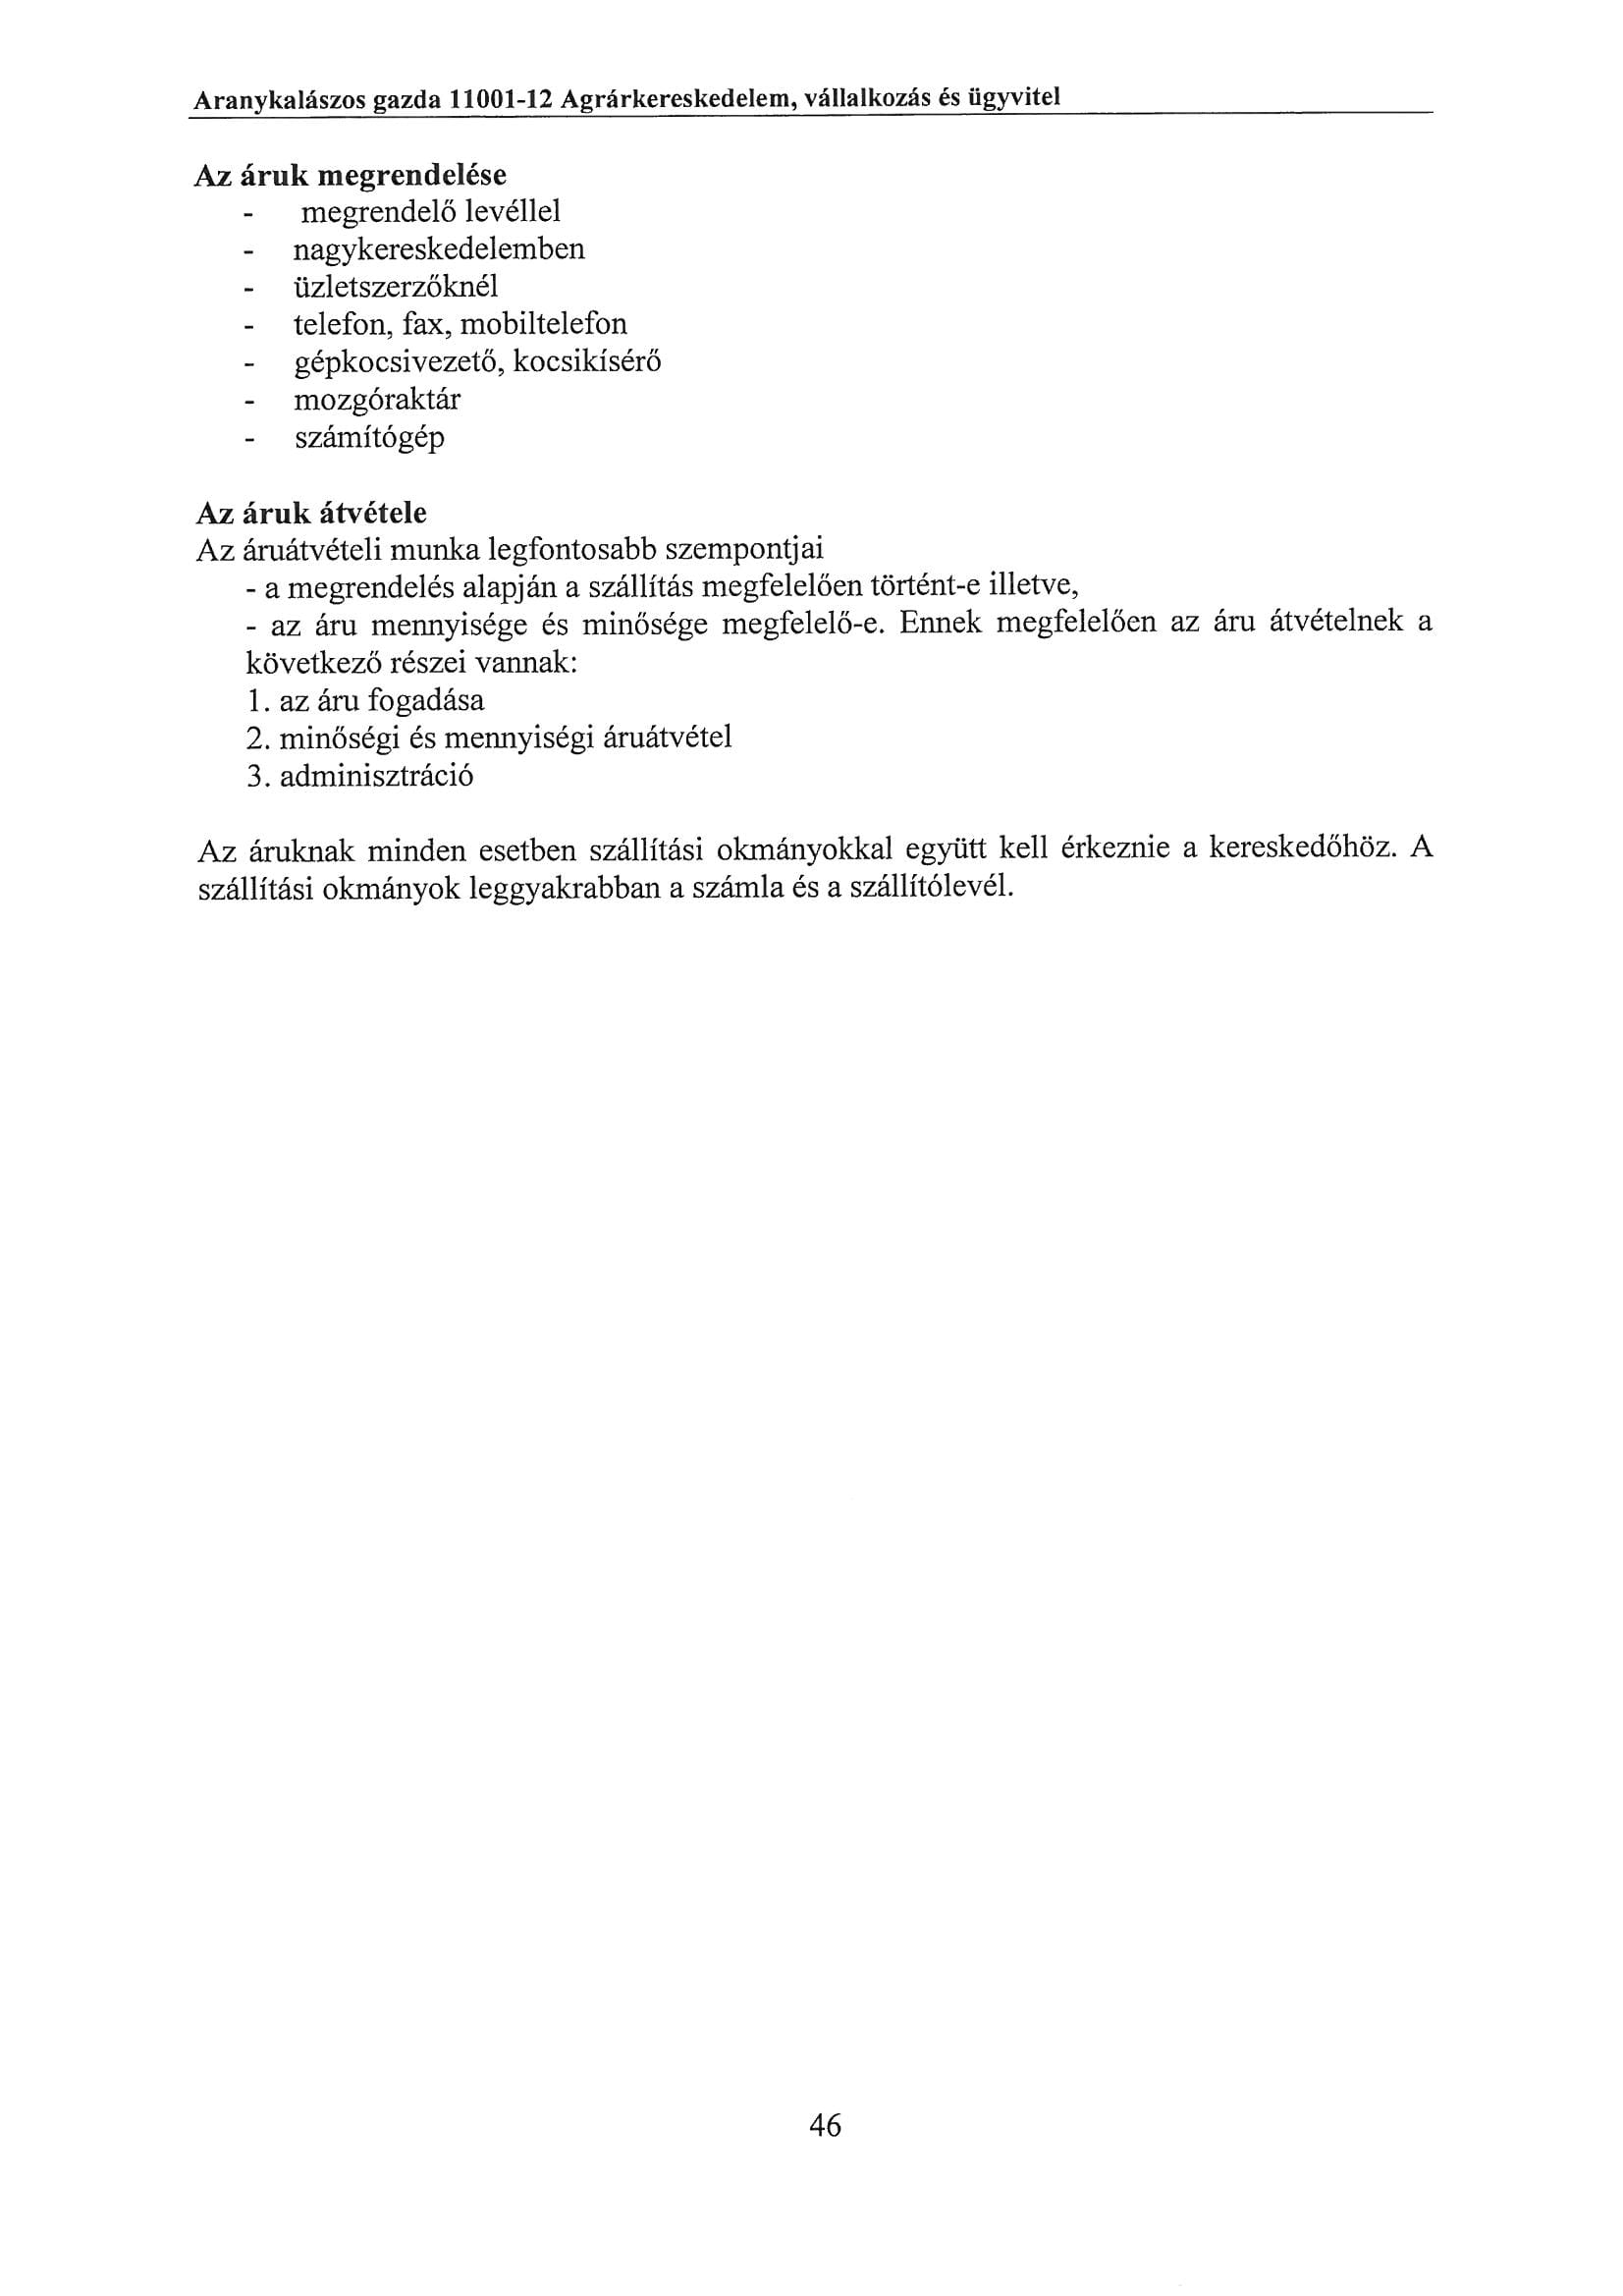 Aranykalászos gazda 11001-12 Agrárkereskedelem, vállalkozás és ügyvitel
Az áruk megrendelése
- megrendelő levéllel
- nagykereskedelemben
- üzletszerzőknél
- telefon, fax, mobiltelefon
- gépkocsivezető, kocsikísérő
- mozgóraktár
- számítógép
Az áruk átvétele
Az áruátvételi munka legfontosabb szempontjai
- a megrendelés alapján a szállítás megfelelően történt-e illetve,
- az áru mennyisége és minősége megfelelő-e. Ennek megfelelően az áru átvételnek a
következő részei vannak:
1. az áru fogadása
2. minőségi és mennyiségi áruátvétel
3. adminisztráció
Az áruknak minden esetben szállítási okmányokkal együtt kell érkeznie a kereskedőhöz. A
szállítási okmányok leggyakrabban a számla és a szállítólevél.
46